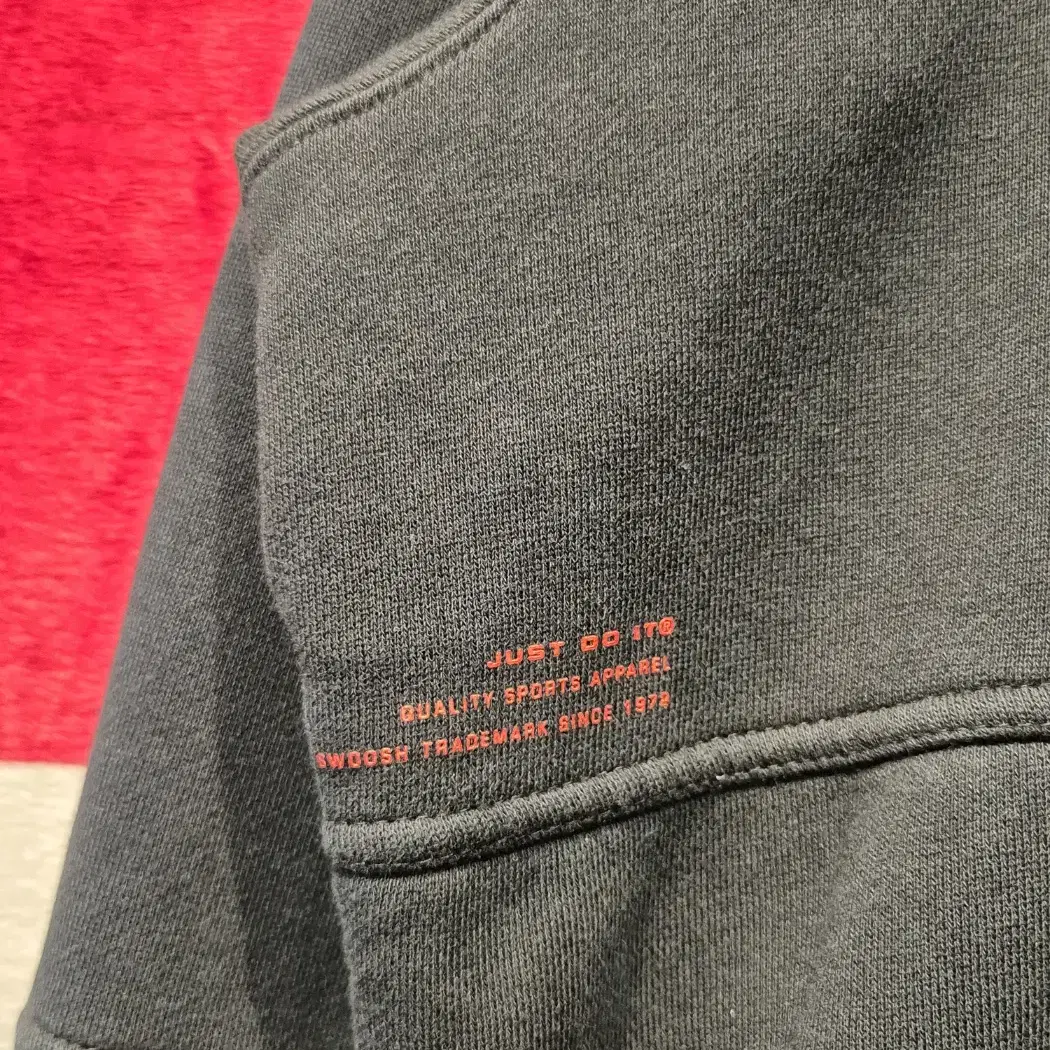 JUST DO IT®
QUALITY SPORTS APPAREL
SWOOSH TRADEMARK SINCE 1972